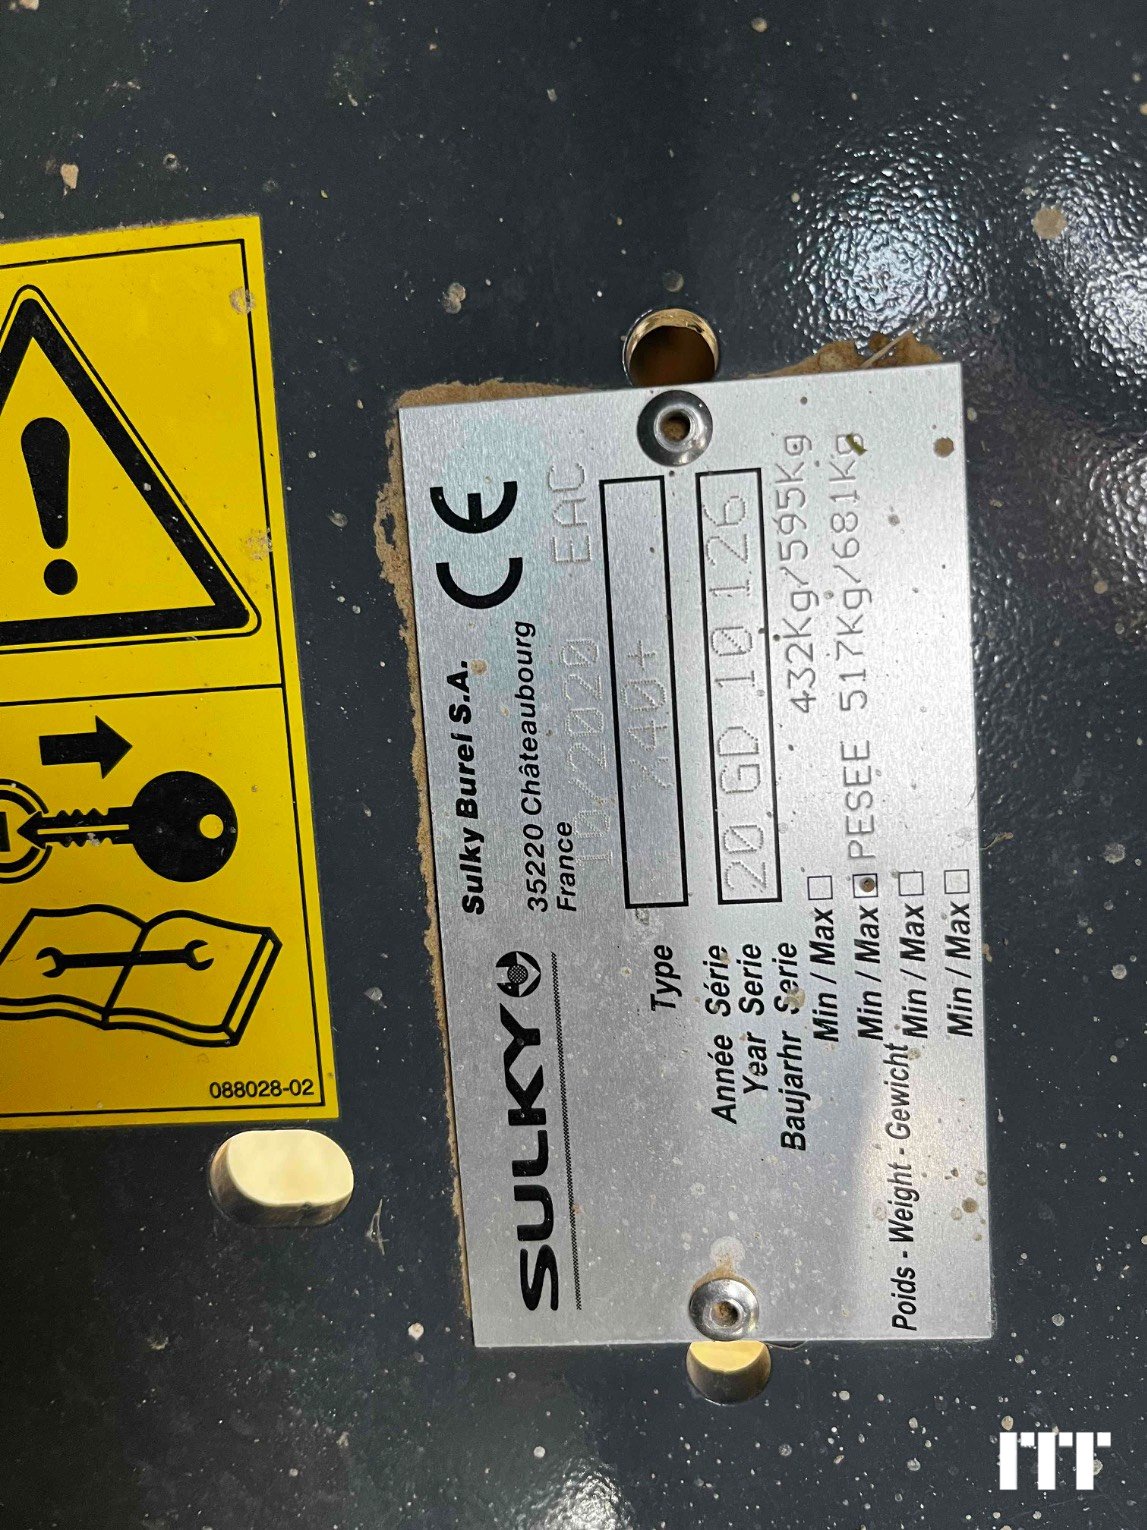 SULKY
Sulky Burel S.A.
35220 Châteaubourg
France
CE
10/2020 EAC
Type
X40+
Année Série
Year Serie
Baujarhr Serie
20 GD 10 126
Min / Max 432Kg/595Kg
Min / Max PESEE 517Kg/681Kg
Poids - Weight - Gewicht
Min / Max
Min / Max
088028-02
ITT